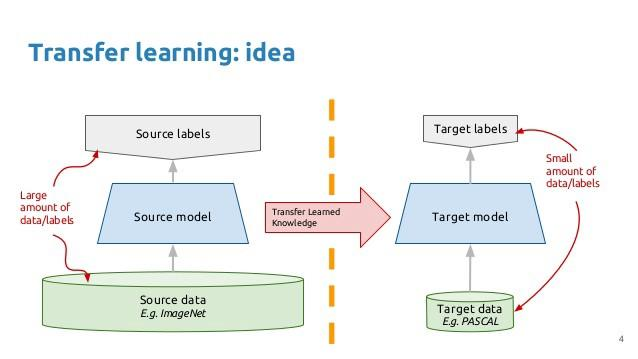 Transfer learning: idea
Source labels
Large
amount of
data/labels
Source model
Source data
E.g. ImageNet
Transfer Learned
Knowledge
Target labels
Small
amount of
data/labels
Target model
Target data
E.g. PASCAL
4